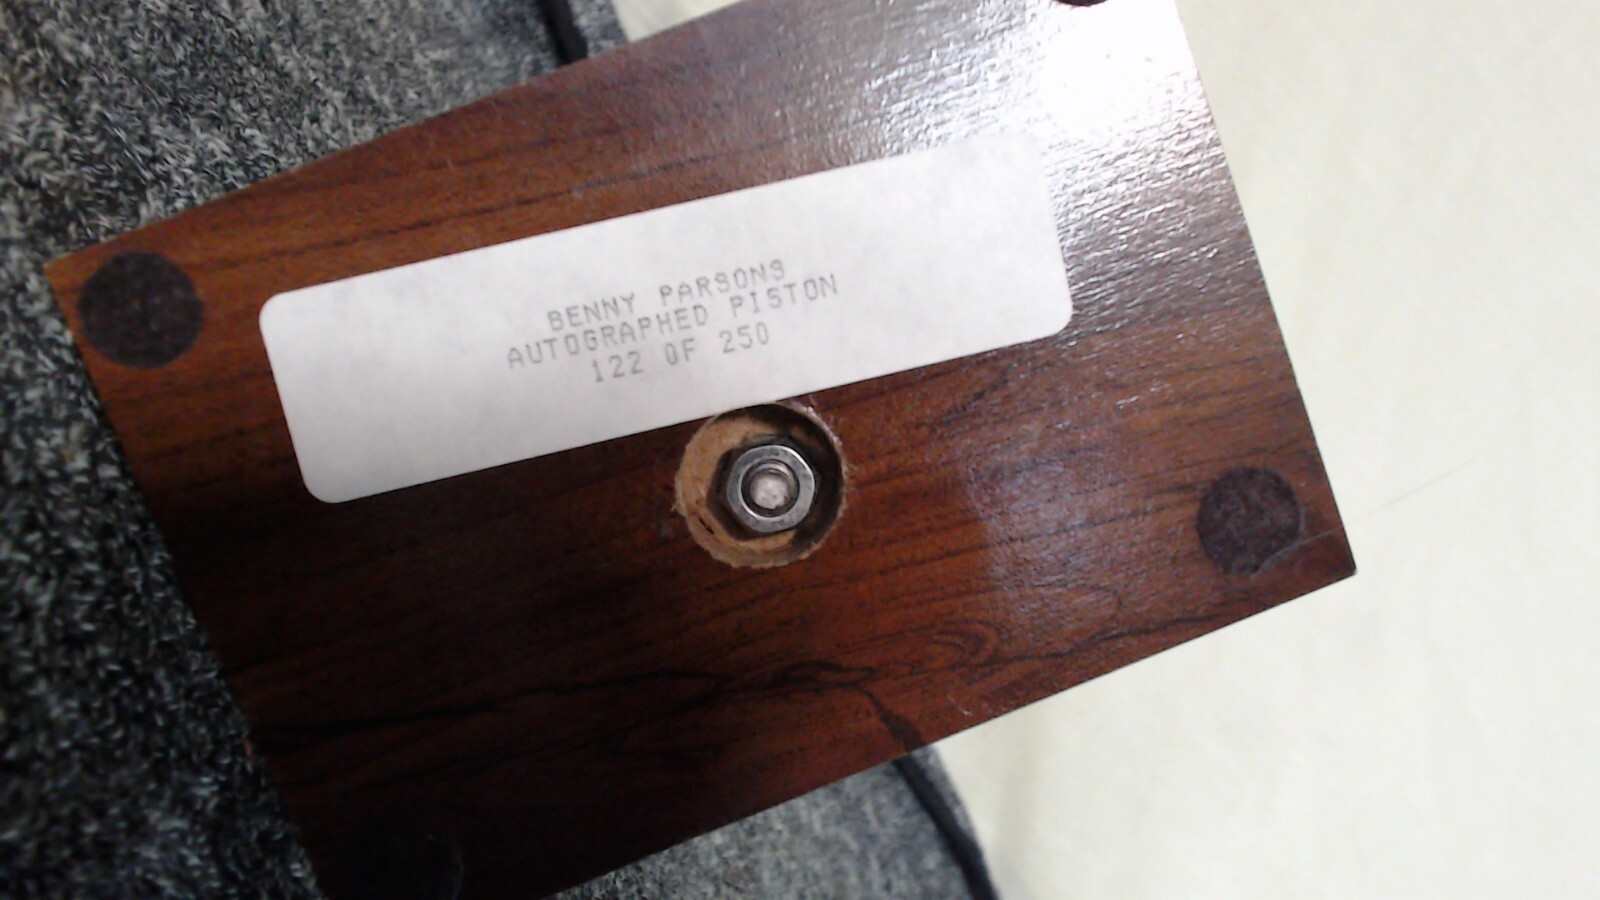 BENNY PARSONS
AUTOGRAPHED PISTON
122 OF 250